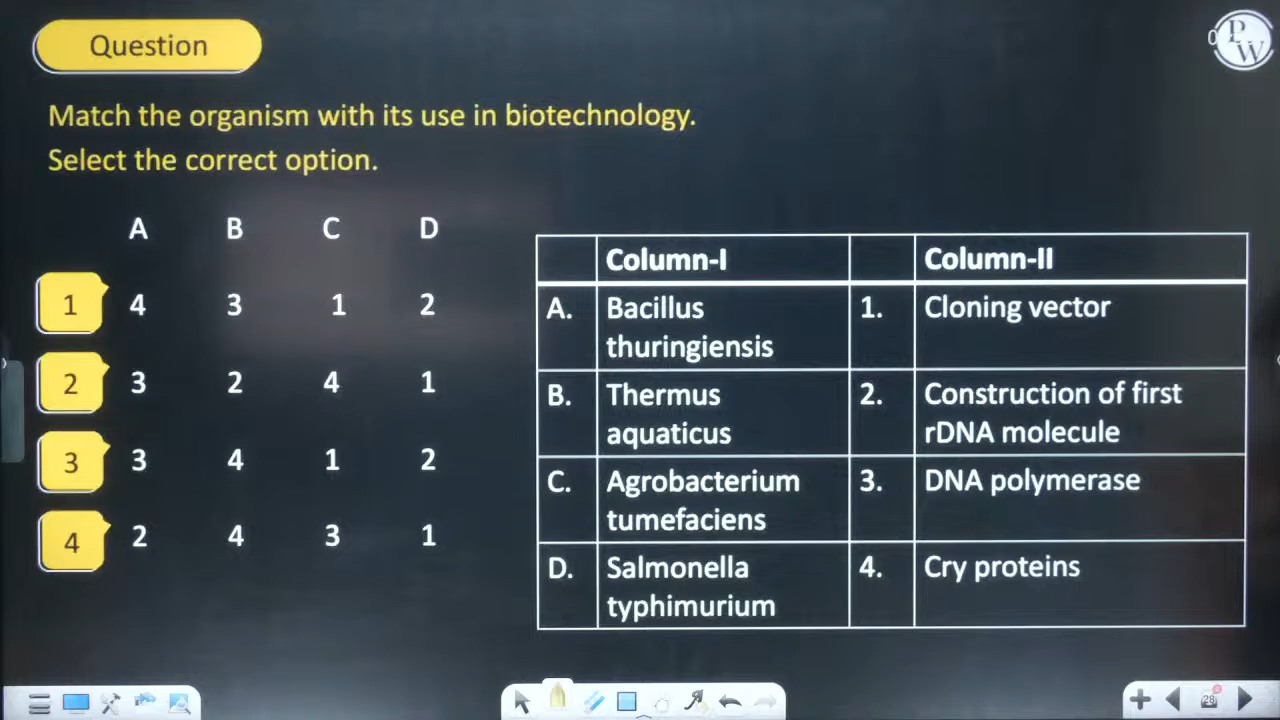 Question
PW
Match the organism with its use in biotechnology.
Select the correct option.
A B C D
1 4 3 1 2
2 3 2 4 1
3 3 4 1 2
4 2 4 3 1
Column-I Column-II
A. Bacillus thuringiensis 1. Cloning vector
B. Thermus aquaticus 2. Construction of first rDNA molecule
C. Agrobacterium tumefaciens 3. DNA polymerase
D. Salmonella typhimurium 4. Cry proteins
28